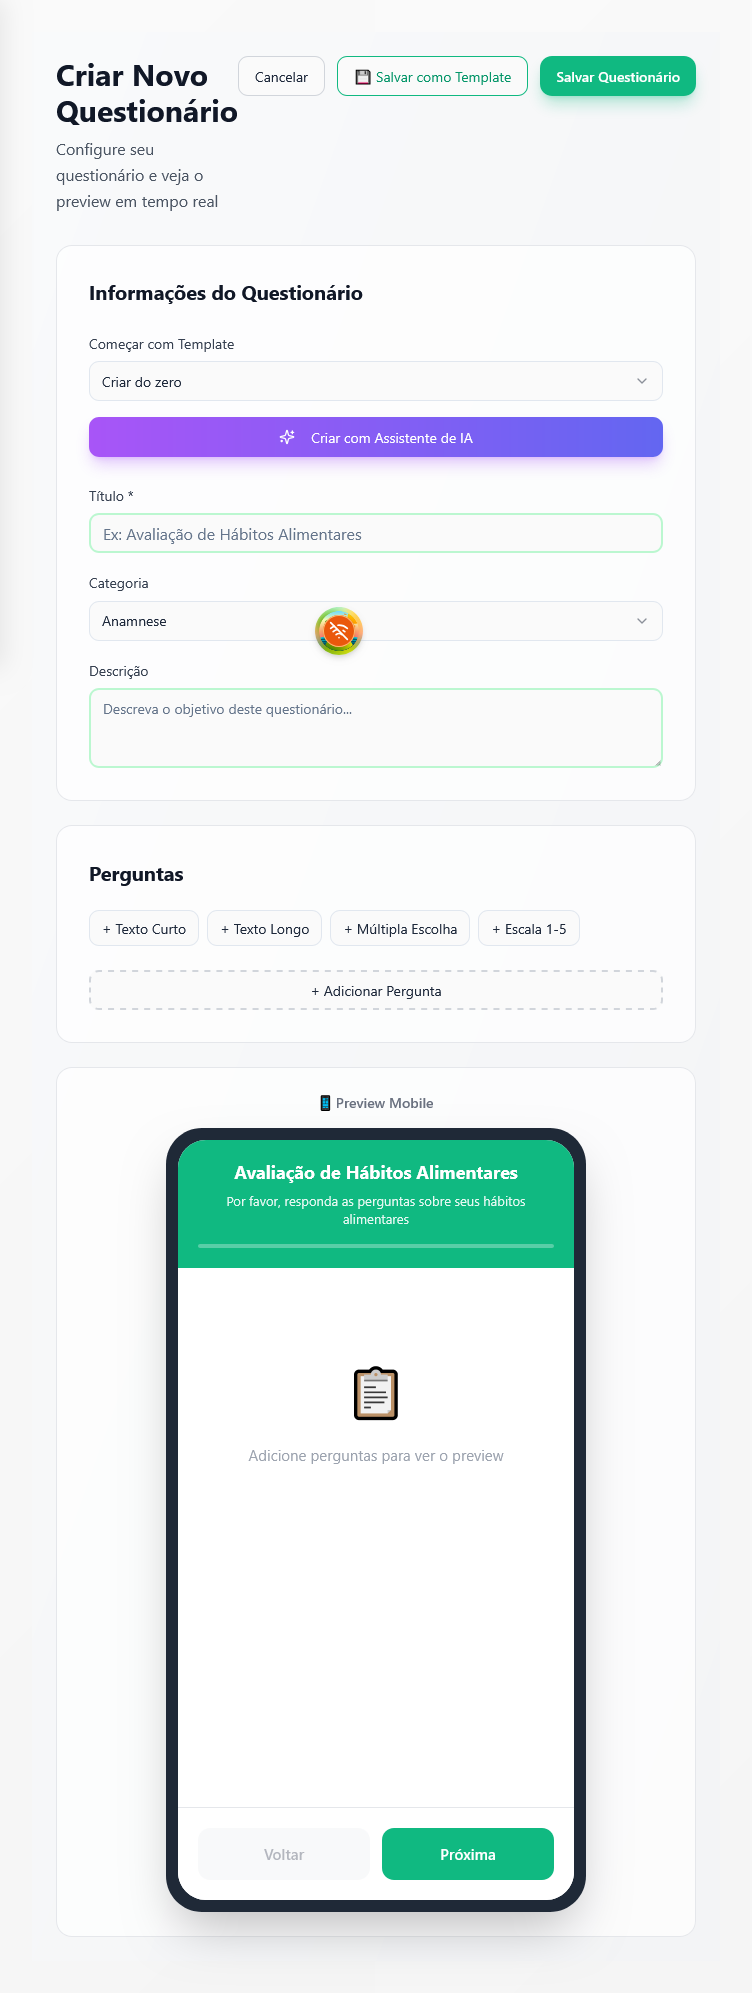 Criar Novo
Questionário
Cancelar
Salvar como Template
Salvar Questionário
Configure seu
questionário e veja o
preview em tempo real
Informações do Questionário
Começar com Template
Criar do zero
Criar com Assistente de IA
Título *
Ex: Avaliação de Hábitos Alimentares
Categoria
Anamnese
Descrição
Descreva o objetivo deste questionário...
Perguntas
+ Texto Curto
+ Texto Longo
+ Múltipla Escolha
+ Escala 1-5
+ Adicionar Pergunta
Preview Mobile
Avaliação de Hábitos Alimentares
Por favor, responda as perguntas sobre seus hábitos
alimentares
Adicione perguntas para ver o preview
Voltar
Próxima